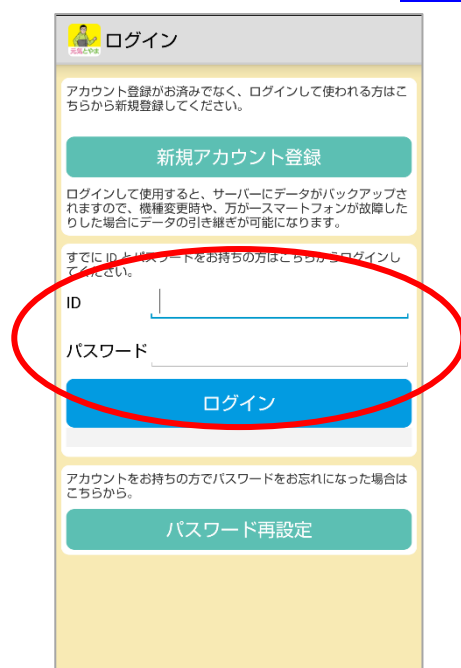 元気とやま
ログイン
アカウント登録がお済みでなく、ログインして使われる方はこ
ちらから新規登録してください。
新規アカウント登録
ログインして使用すると、サーバーにデータがバックアップさ
れますので、機種変更時や、万が一スマートフォンが故障した
りした場合にデータの引き継ぎが可能になります。
すでに ID とパスワードをお持ちの方はこちらからログインし
てください。
ID
パスワード
ログイン
アカウントをお持ちの方でパスワードをお忘れになった場合は
こちらから。
パスワード再設定